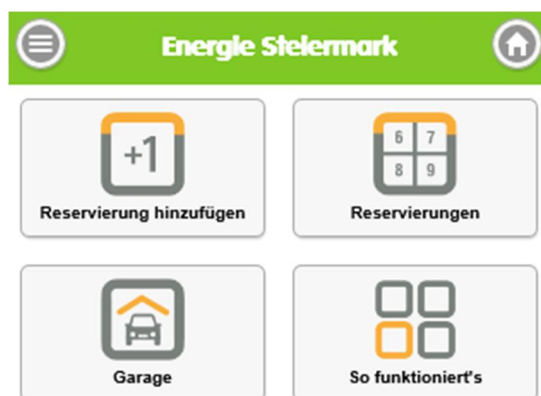 Energie Steiermark
+1
6 7
8 9
Reservierung hinzufügen
Reservierungen
Garage
So funktioniert's